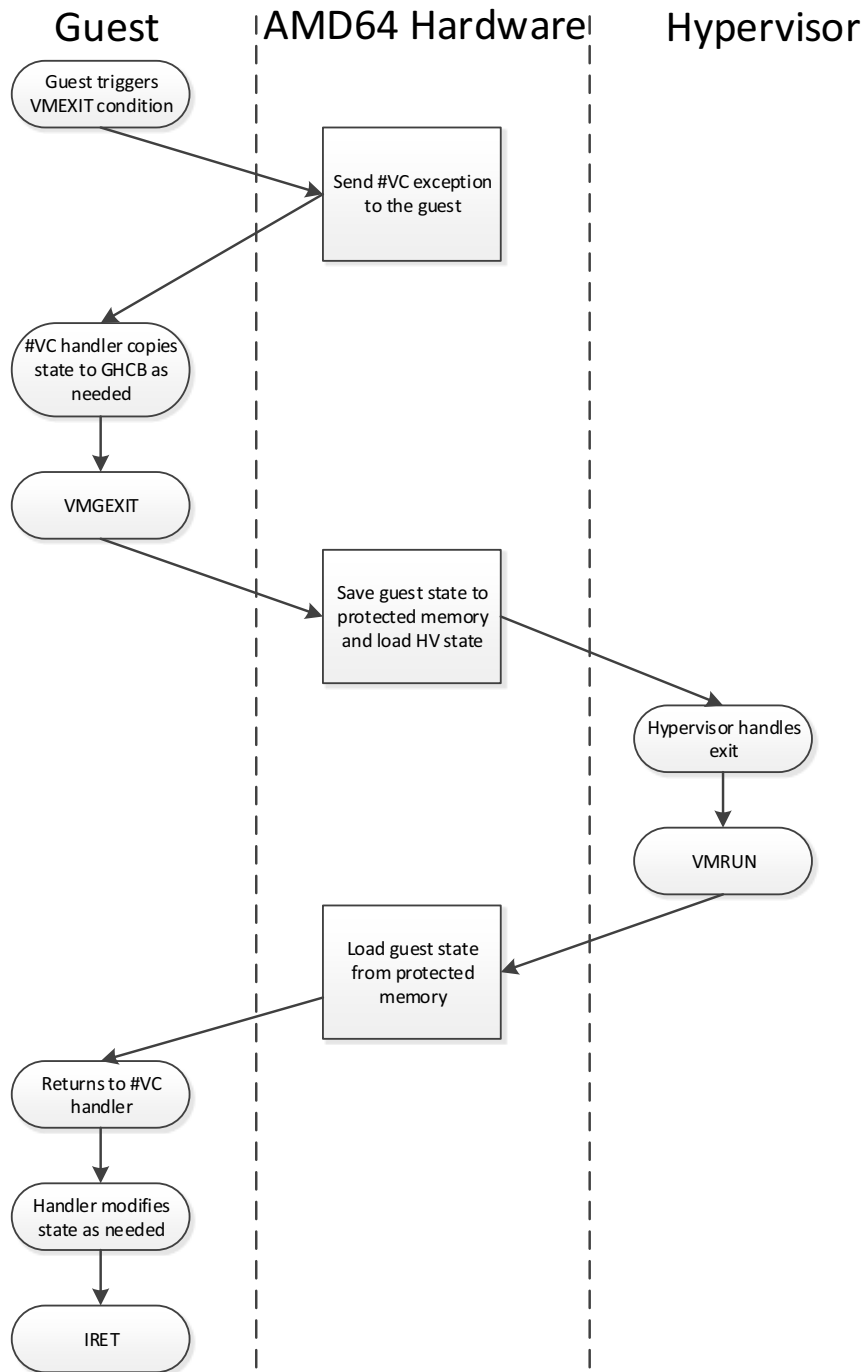 Guest
AMD64 Hardware
Hypervisor
Guest triggers
VMEXIT condition
Send #VC exception
to the guest
#VC handler copies
state to GHCB as
needed
VMGEXIT
Save guest state to
protected memory
and load HV state
Hypervisor handles
exit
VMRUN
Load guest state
from protected
memory
Returns to #VC
handler
Handler modifies
state as needed
IRET